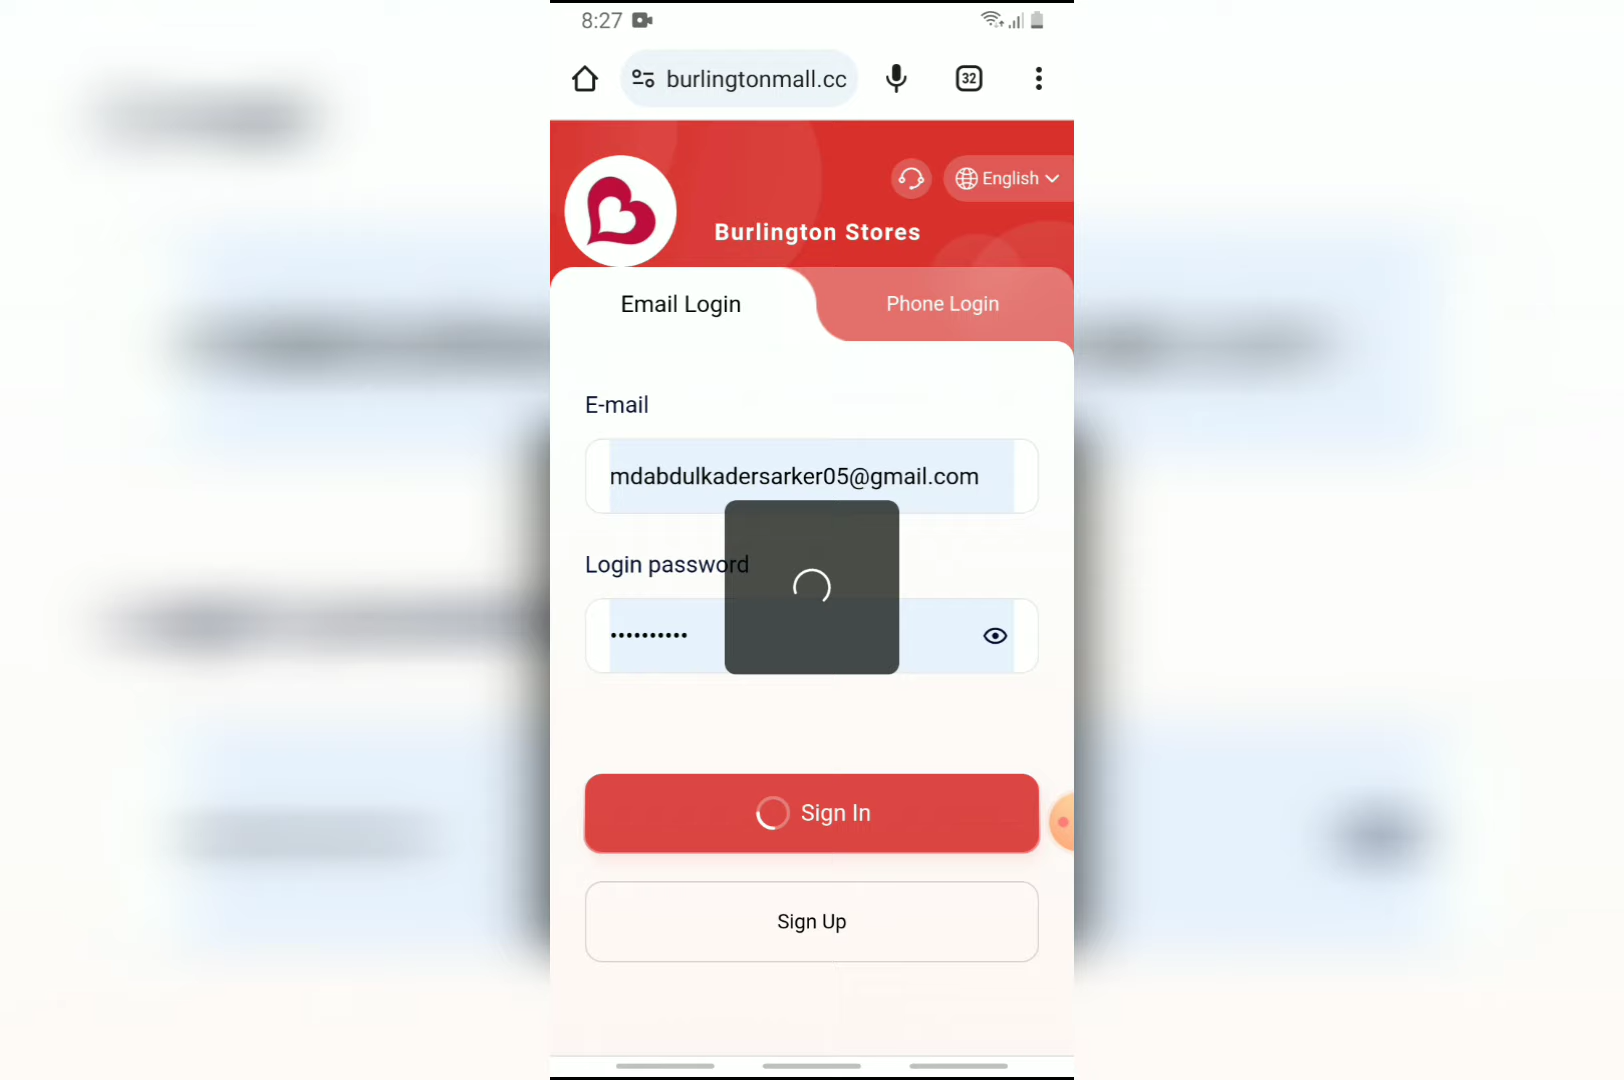 8:27
burlingtonmall.cc
32
English
Burlington Stores
Email Login
Phone Login
E-mail
mdabdulkadersarker05@gmail.com
Login password
••••••••••
Sign In
Sign Up